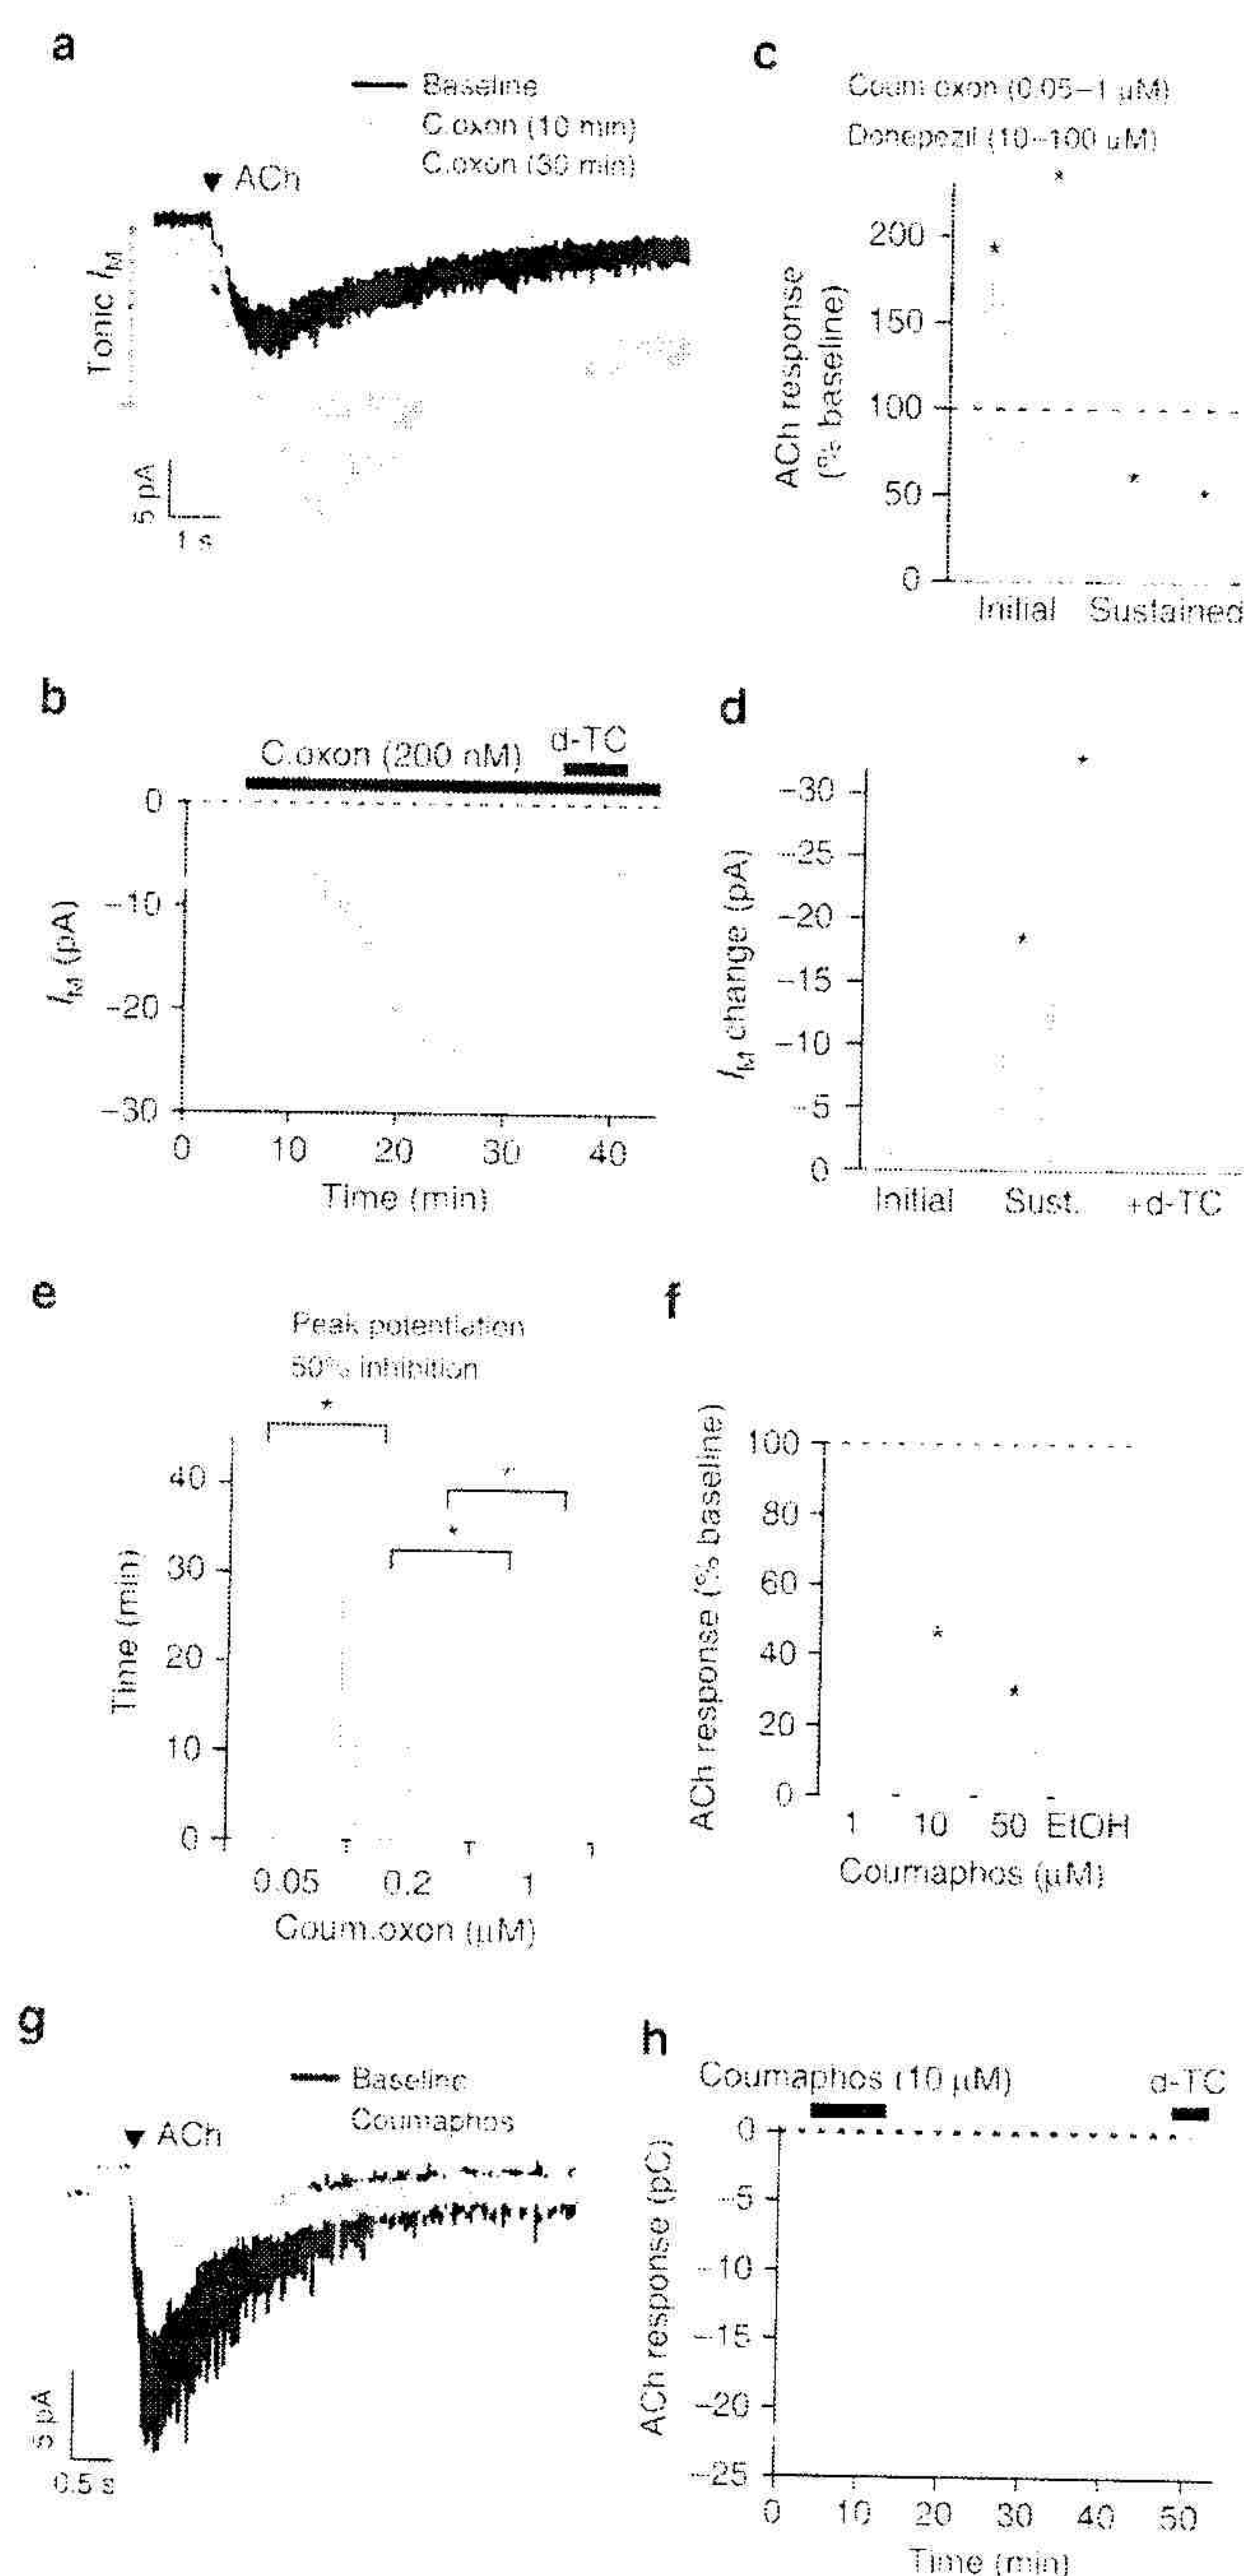 a
Baseline
C.oxon (10 min)
C.oxon (30 min)
ACh
Tonic I_M
5 pA
1 s
c
Coum.oxon (0.05–1 µM)
Donepezil (10–100 µM)
ACh response
(% baseline)
200
150
100
50
0
Initial Sustained
b
C.oxon (200 nM) d-TC
I_M (pA)
0
–10
–20
–30
0 10 20 30 40
Time (min)
d
I_M change (pA)
–30
–25
–20
–15
–10
–5
0
Initial Sust. +d-TC
e
Peak potentiation
50% inhibition
*
*
*
Time (min)
40
30
20
10
0
0.05 0.2 1
Coum.oxon (µM)
f
ACh response (% baseline)
100
80
60
40
20
0
*
*
1 10 50 EtOH
Coumaphos (µM)
g
Baseline
Coumaphos
ACh
5 pA
0.5 s
h
Coumaphos (10 µM) d-TC
ACh response (pC)
0
–5
–10
–15
–20
–25
0 10 20 30 40 50
Time (min)